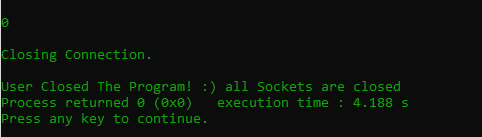 0
Closing Connection.
User Closed The Program! :) all Sockets are closed
Process returned 0 (0x0)   execution time : 4.188 s
Press any key to continue.